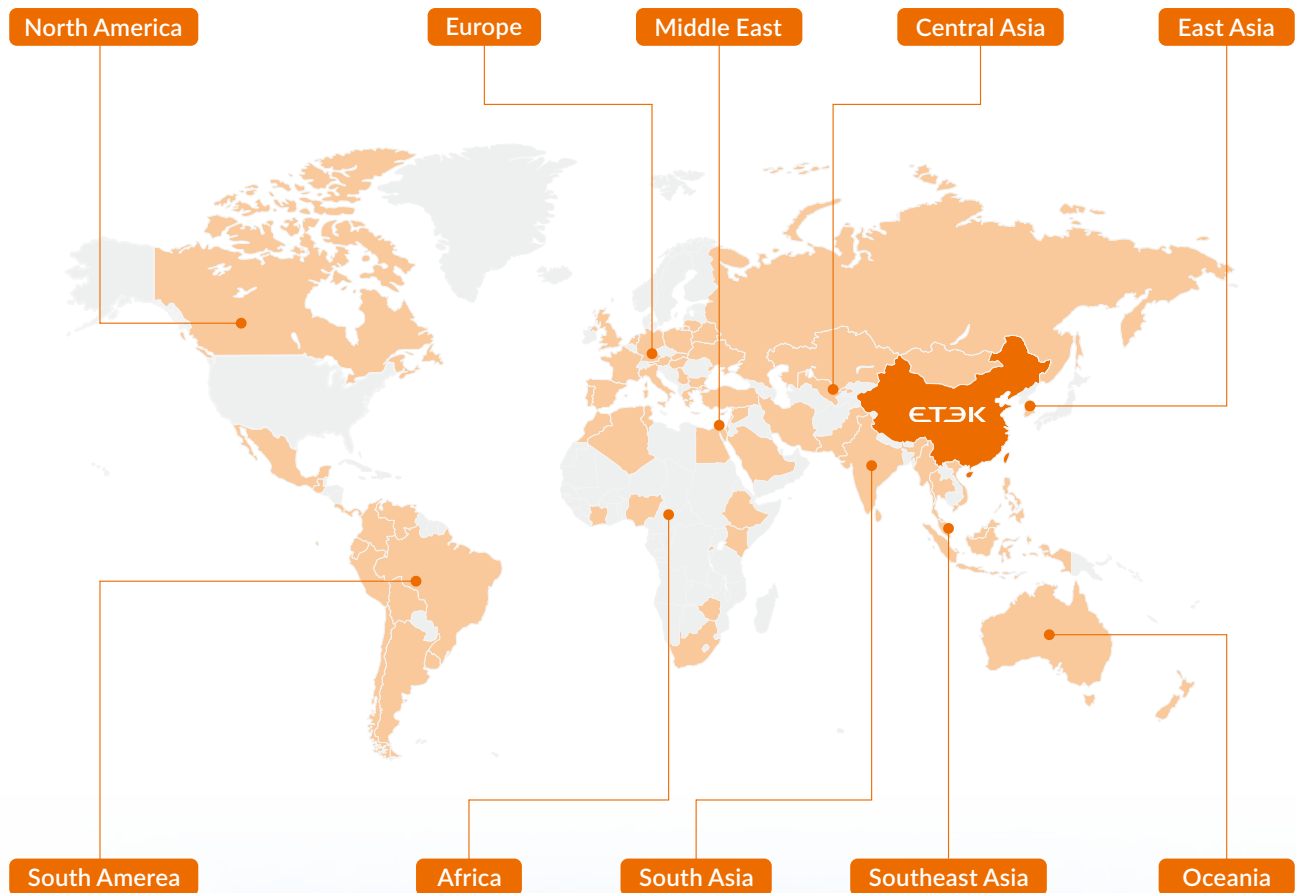 North America
Europe
Middle East
Central Asia
East Asia
ETEK
South Amerea
Africa
South Asia
Southeast Asia
Oceania